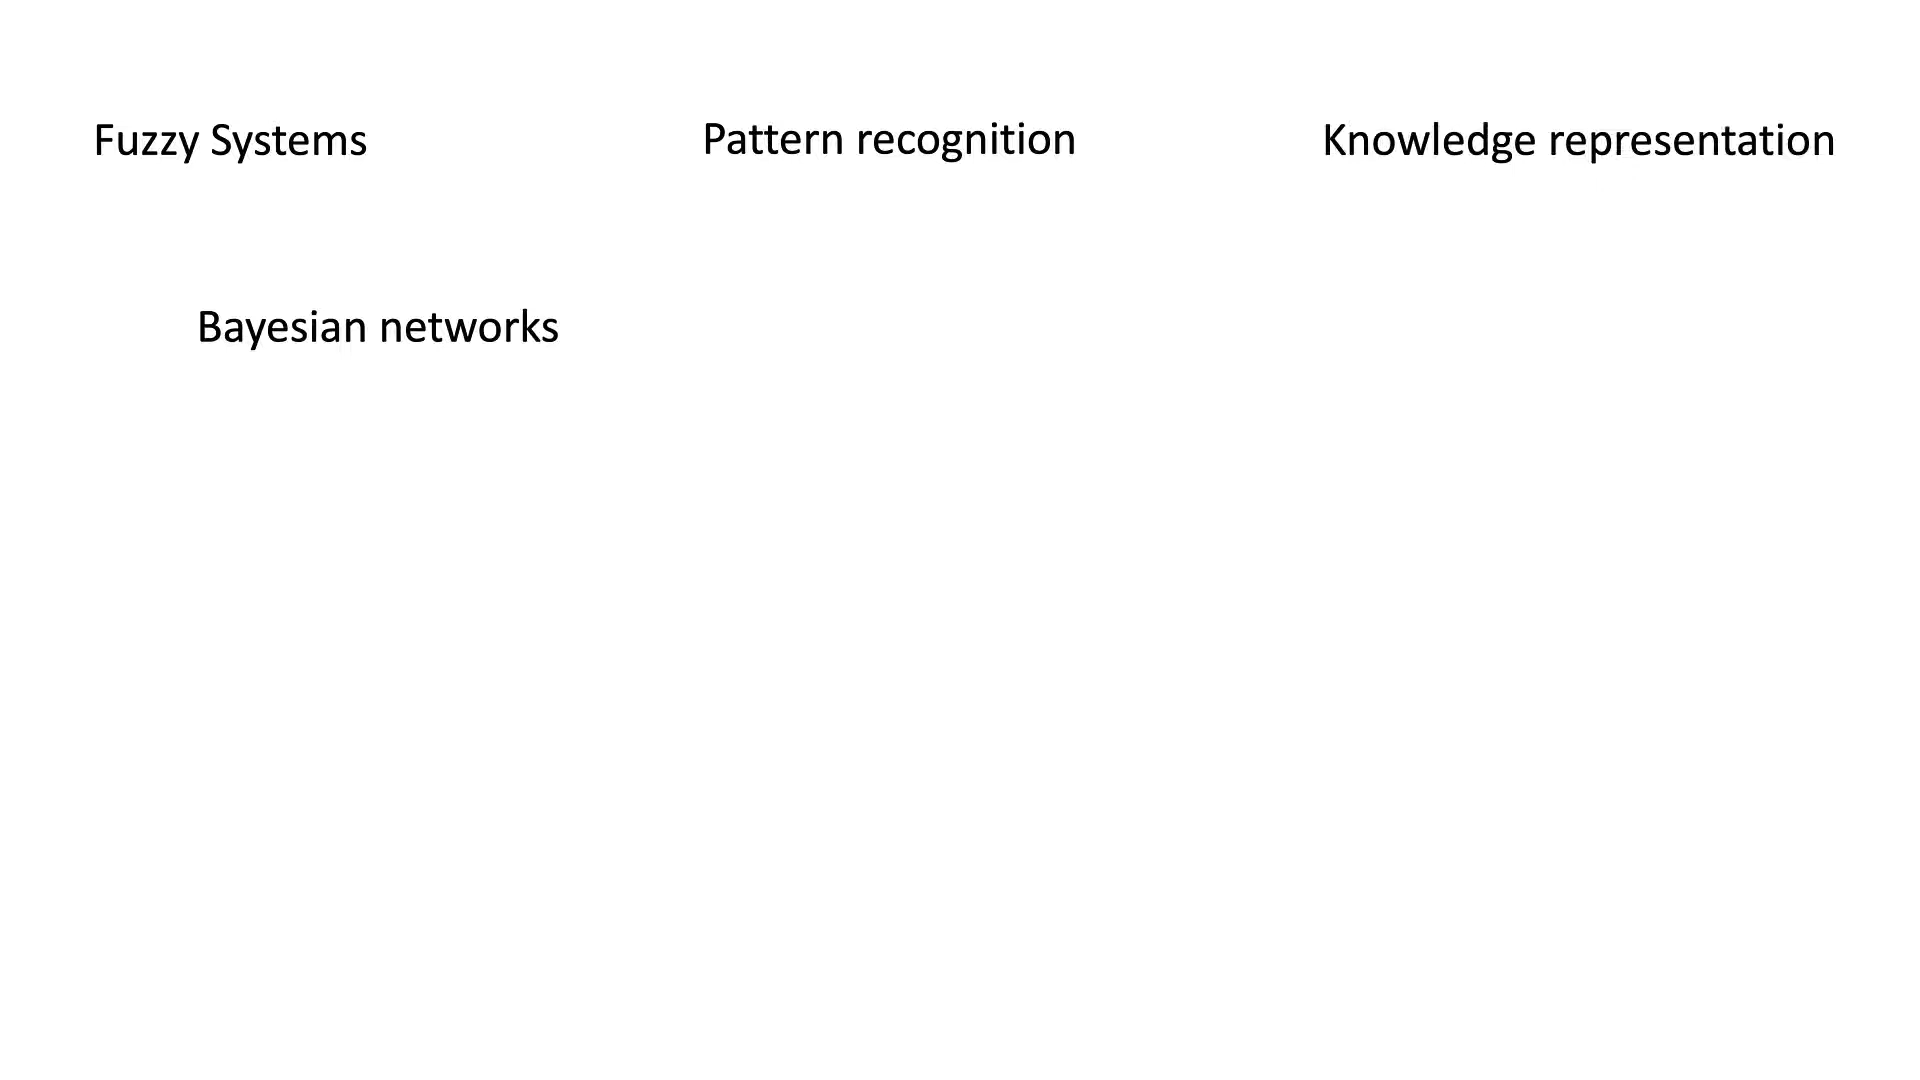 Fuzzy Systems
Pattern recognition
Knowledge representation
Bayesian networks